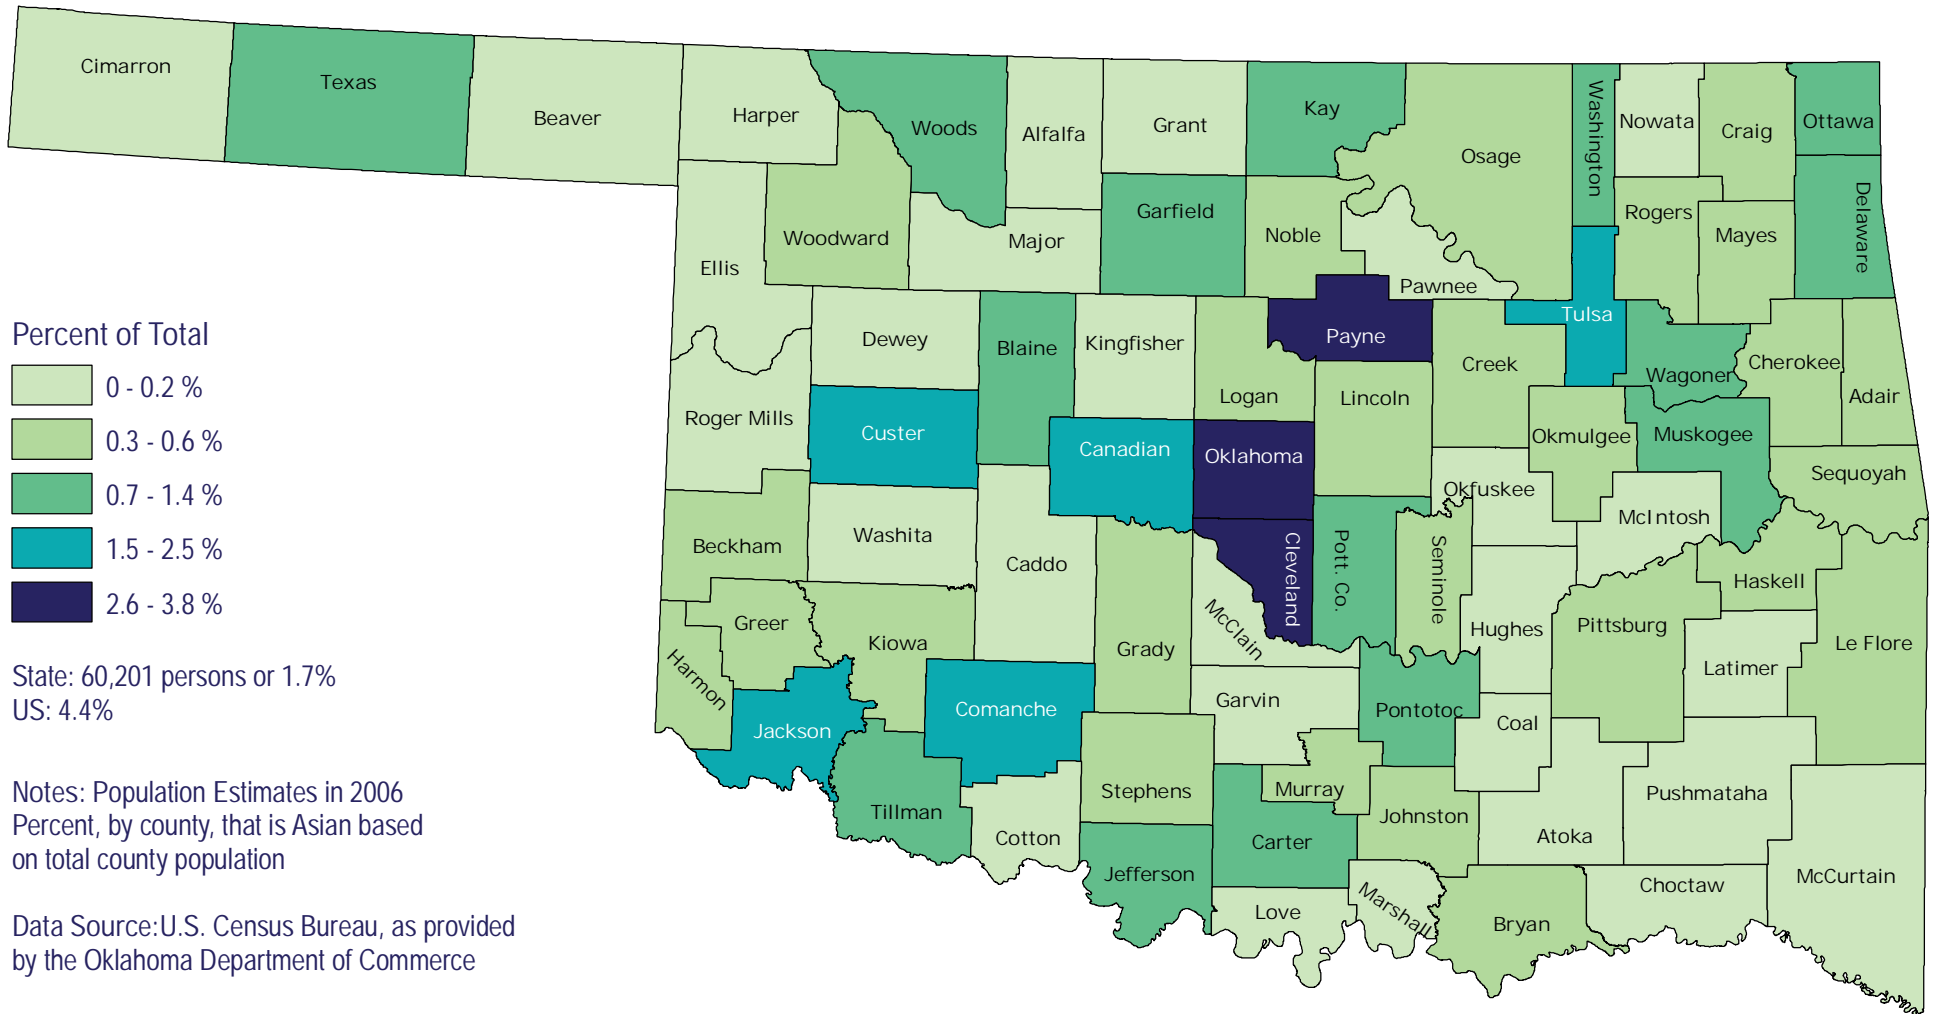 Cimarron
Texas
Beaver
Harper
Woods
Alfalfa
Grant
Kay
Osage
Washington
Nowata
Craig
Ottawa
Delaware
Ellis
Woodward
Major
Garfield
Noble
Pawnee
Rogers
Mayes
Percent of Total
0 - 0.2 %
0.3 - 0.6 %
0.7 - 1.4 %
1.5 - 2.5 %
2.6 - 3.8 %
Dewey
Blaine
Kingfisher
Logan
Payne
Lincoln
Creek
Tulsa
Wagoner
Cherokee
Adair
Roger Mills
Custer
Canadian
Oklahoma
Okmulgee
Muskogee
Sequoyah
Okfuskee
McIntosh
Beckham
Washita
Caddo
Grady
McClain
Cleveland
Pott. Co.
Seminole
Hughes
Pittsburg
Haskell
Latimer
Le Flore
Greer
Kiowa
Harmon
Jackson
Comanche
Garvin
Pontotoc
Coal
State: 60,201 persons or 1.7%
US: 4.4%
Tillman
Cotton
Stephens
Murray
Johnston
Atoka
Pushmataha
Jefferson
Carter
Love
Marshall
Bryan
Choctaw
McCurtain
Notes: Population Estimates in 2006
Percent, by county, that is Asian based
on total county population
Data Source:U.S. Census Bureau, as provided
by the Oklahoma Department of Commerce